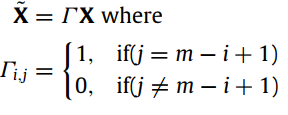 X̃ = ΓX where
Γi,j = { 1, if(j = m − i + 1)
0, if(j ≠ m − i + 1)